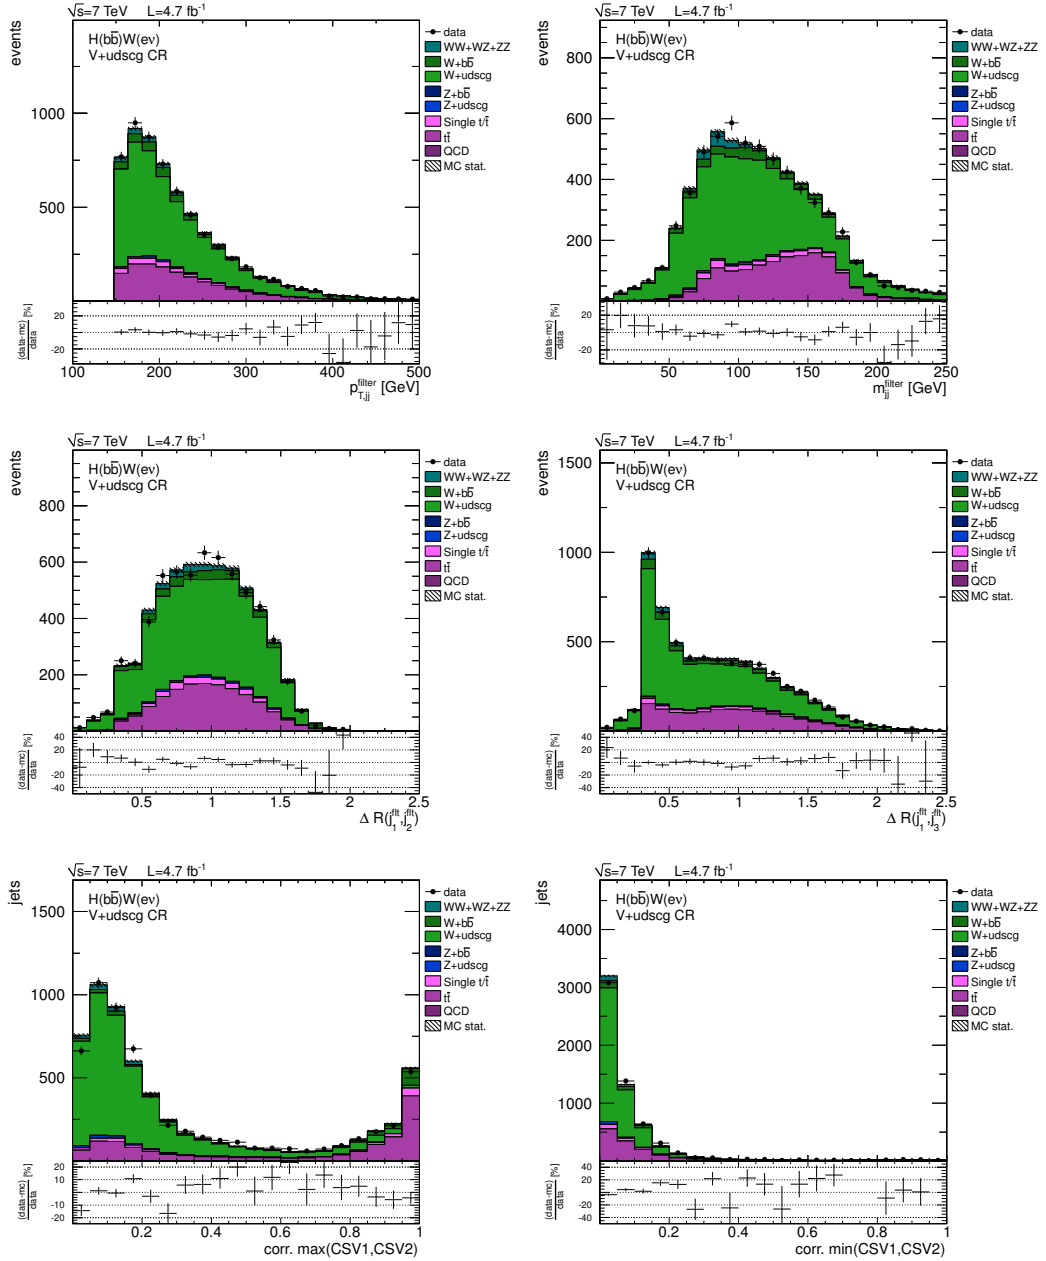 √s=7 TeV L=4.7 fb⁻¹
events
H(bb̅)W(eν)
V+udscg CR
data
WW+WZ+ZZ
W+bb̅
W+udscg
Z+bb̅
Z+udscg
Single t/t̅
tt̅
QCD
MC stat.
1000
500
(data-mc)/data [%]
20
0
-20
100 200 300 400 500
p_{T,jj}^{filter} [GeV]
√s=7 TeV L=4.7 fb⁻¹
events
H(bb̅)W(eν)
V+udscg CR
data
WW+WZ+ZZ
W+bb̅
W+udscg
Z+bb̅
Z+udscg
Single t/t̅
tt̅
QCD
MC stat.
800
600
400
200
(data-mc)/data [%]
20
0
-20
50 100 150 200 250
m_{jj}^{filter} [GeV]
√s=7 TeV L=4.7 fb⁻¹
events
H(bb̅)W(eν)
V+udscg CR
data
WW+WZ+ZZ
W+bb̅
W+udscg
Z+bb̅
Z+udscg
Single t/t̅
tt̅
QCD
MC stat.
800
600
400
200
(data-mc)/data [%]
40
20
0
-20
-40
0.5 1 1.5 2 2.5
Δ R(j_1^{flt},j_2^{flt})
√s=7 TeV L=4.7 fb⁻¹
events
H(bb̅)W(eν)
V+udscg CR
data
WW+WZ+ZZ
W+bb̅
W+udscg
Z+bb̅
Z+udscg
Single t/t̅
tt̅
QCD
MC stat.
1500
1000
500
(data-mc)/data [%]
40
20
0
-20
-40
0.5 1 1.5 2 2.5
Δ R(j_1^{flt},j_3^{flt})
√s=7 TeV L=4.7 fb⁻¹
jets
H(bb̅)W(eν)
V+udscg CR
data
WW+WZ+ZZ
W+bb̅
W+udscg
Z+bb̅
Z+udscg
Single t/t̅
tt̅
QCD
MC stat.
1500
1000
500
(data-mc)/data [%]
20
10
0
-10
-20
0.2 0.4 0.6 0.8 1
corr. max(CSV1,CSV2)
√s=7 TeV L=4.7 fb⁻¹
jets
H(bb̅)W(eν)
V+udscg CR
data
WW+WZ+ZZ
W+bb̅
W+udscg
Z+bb̅
Z+udscg
Single t/t̅
tt̅
QCD
MC stat.
4000
3000
2000
1000
(data-mc)/data [%]
40
20
0
-20
-40
0.2 0.4 0.6 0.8 1
corr. min(CSV1,CSV2)